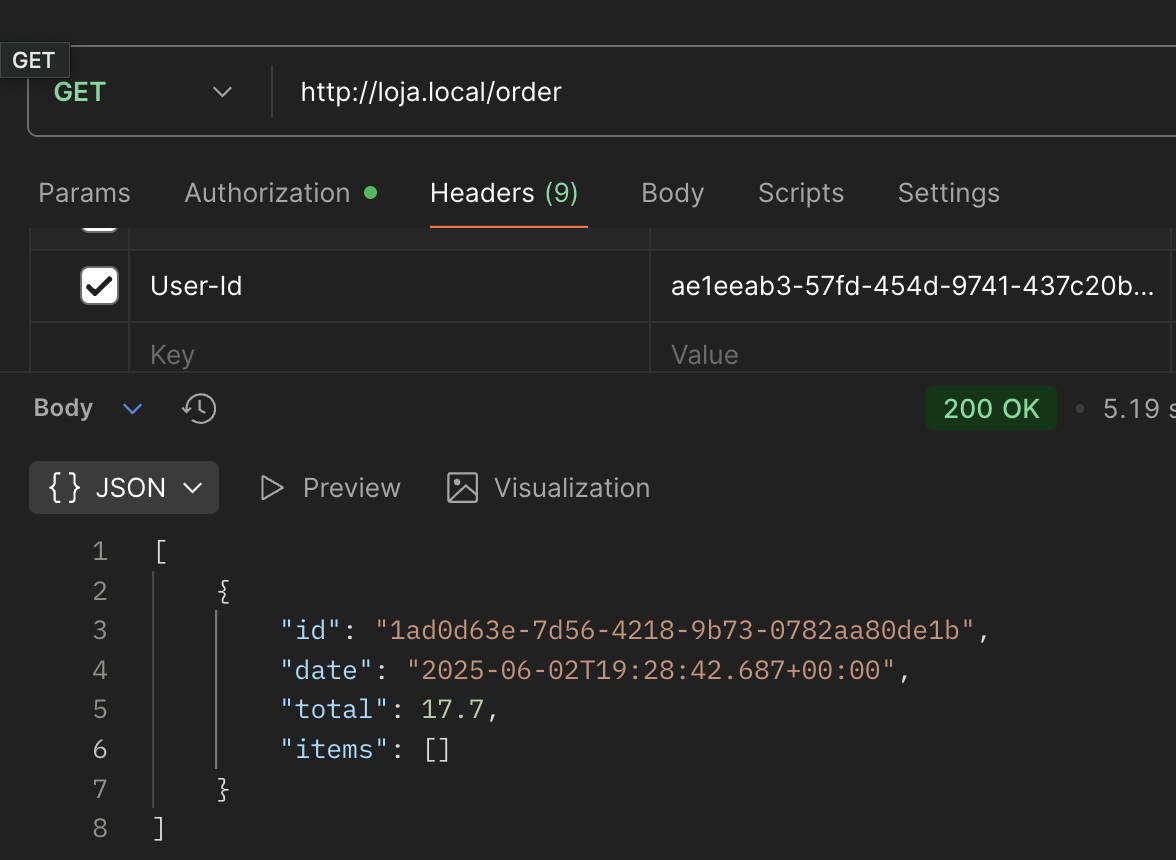 GET
GET http://loja.local/order
Params Authorization Headers (9) Body Scripts Settings
User-Id ae1eeab3-57fd-454d-9741-437c20b...
Key Value
Body 200 OK • 5.19 s
{} JSON Preview Visualization
1 [
2 {
3 "id": "1ad0d63e-7d56-4218-9b73-0782aa80de1b",
4 "date": "2025-06-02T19:28:42.687+00:00",
5 "total": 17.7,
6 "items": []
7 }
8 ]